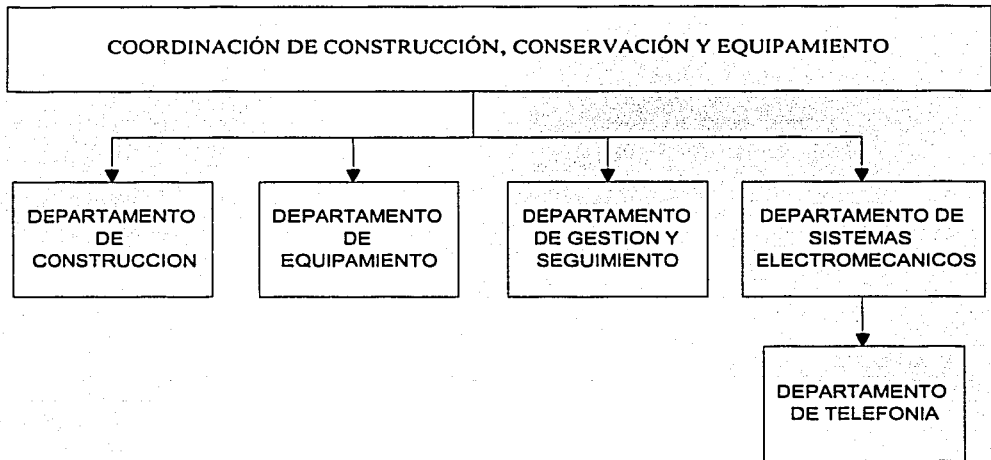 COORDINACIÓN DE CONSTRUCCIÓN, CONSERVACIÓN Y EQUIPAMIENTO
DEPARTAMENTO
DE
CONSTRUCCION
DEPARTAMENTO
DE
EQUIPAMIENTO
DEPARTAMENTO
DE GESTION Y
SEGUIMIENTO
DEPARTAMENTO DE
SISTEMAS
ELECTROMECANICOS
DEPARTAMENTO
DE TELEFONIA